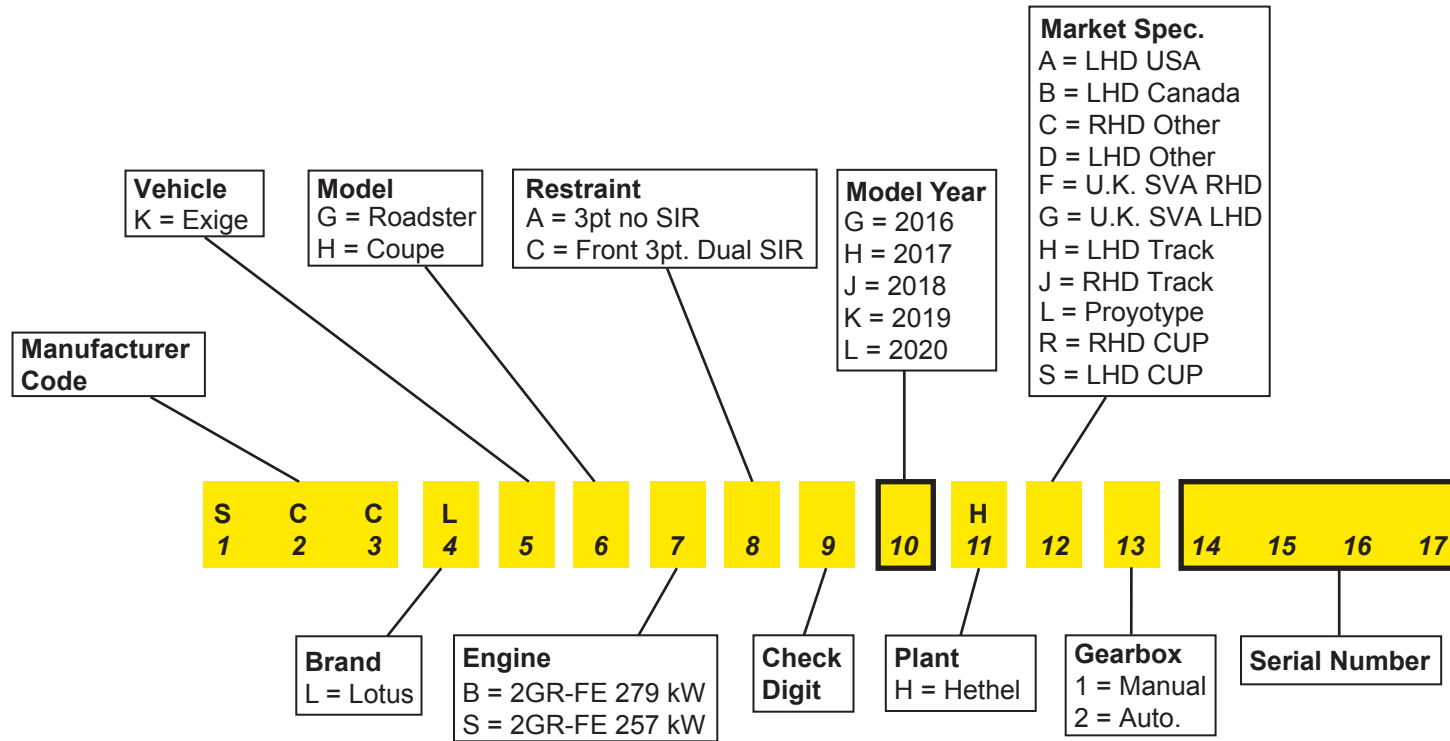 Market Spec.
A = LHD USA
B = LHD Canada
C = RHD Other
D = LHD Other
F = U.K. SVA RHD
G = U.K. SVA LHD
H = LHD Track
J = RHD Track
L = Proyotype
R = RHD CUP
S = LHD CUP
Vehicle
K = Exige
Model
G = Roadster
H = Coupe
Restraint
A = 3pt no SIR
C = Front 3pt. Dual SIR
Model Year
G = 2016
H = 2017
J = 2018
K = 2019
L = 2020
Manufacturer
Code
S C C L H
1 2 3 4 5 6 7 8 9 10 11 12 13 14 15 16 17
Brand
L = Lotus
Engine
B = 2GR-FE 279 kW
S = 2GR-FE 257 kW
Check
Digit
Plant
H = Hethel
Gearbox
1 = Manual
2 = Auto.
Serial Number